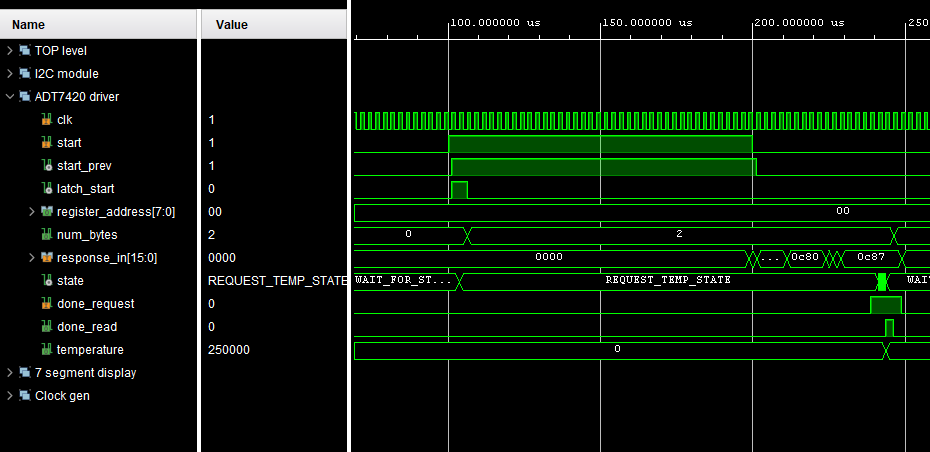 Name Value
100.000000 us 150.000000 us 200.000000 us 250
TOP level
I2C module
ADT7420 driver
clk 1
start 1
start_prev 1
latch_start 0
register_address[7:0] 00 00
num_bytes 2 0 2
response_in[15:0] 0000 0000 ... 0c80 0c87
state REQUEST_TEMP_STATE WAIT_FOR_ST... REQUEST_TEMP_STATE WAI
done_request 0
done_read 0
temperature 250000 0
7 segment display
Clock gen